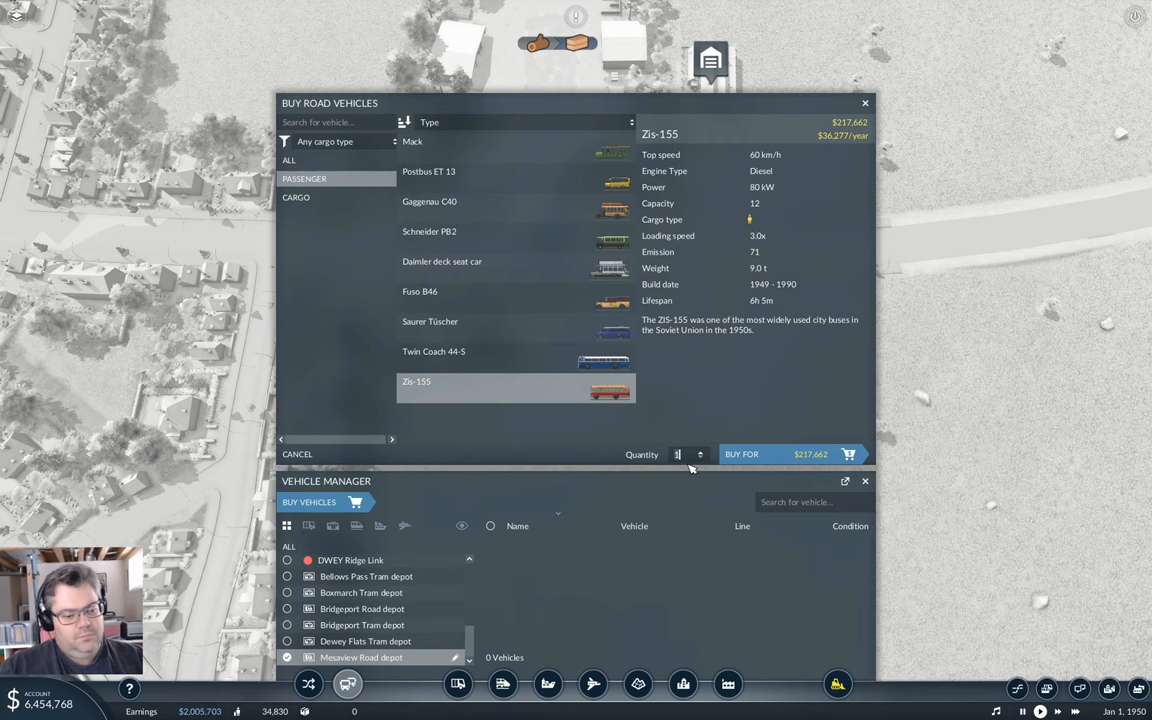 BUY ROAD VEHICLES
Search for vehicle...
Type
Any cargo type
ALL
PASSENGER
CARGO
Mack
Postbus ET 13
Gaggenau C40
Schneider PB2
Daimler deck seat car
Fuso B46
Saurer Tüscher
Twin Coach 44-S
Zis-155
$217,662
Zis-155
$36,277/year
Top speed 60 km/h
Engine Type Diesel
Power 80 kW
Capacity 12
Cargo type
Loading speed 3.0x
Emission 71
Weight 9.0 t
Build date 1949 - 1990
Lifespan 6h 5m
The ZIS-155 was one of the most widely used city buses in
the Soviet Union in the 1950s.
CANCEL
Quantity 1
BUY FOR $217,662
VEHICLE MANAGER
BUY VEHICLES
Search for vehicle...
Name Vehicle Line Condition
ALL
DWEY Ridge Link
Bellows Pass Tram depot
Boxmarch Tram depot
Bridgeport Road depot
Bridgeport Tram depot
Dewey Flats Tram depot
Mesaview Road depot 0 Vehicles
$ ACCOUNT
6,454,768
?
Earnings $2,005,703 34,830 0
Jan 1, 1950